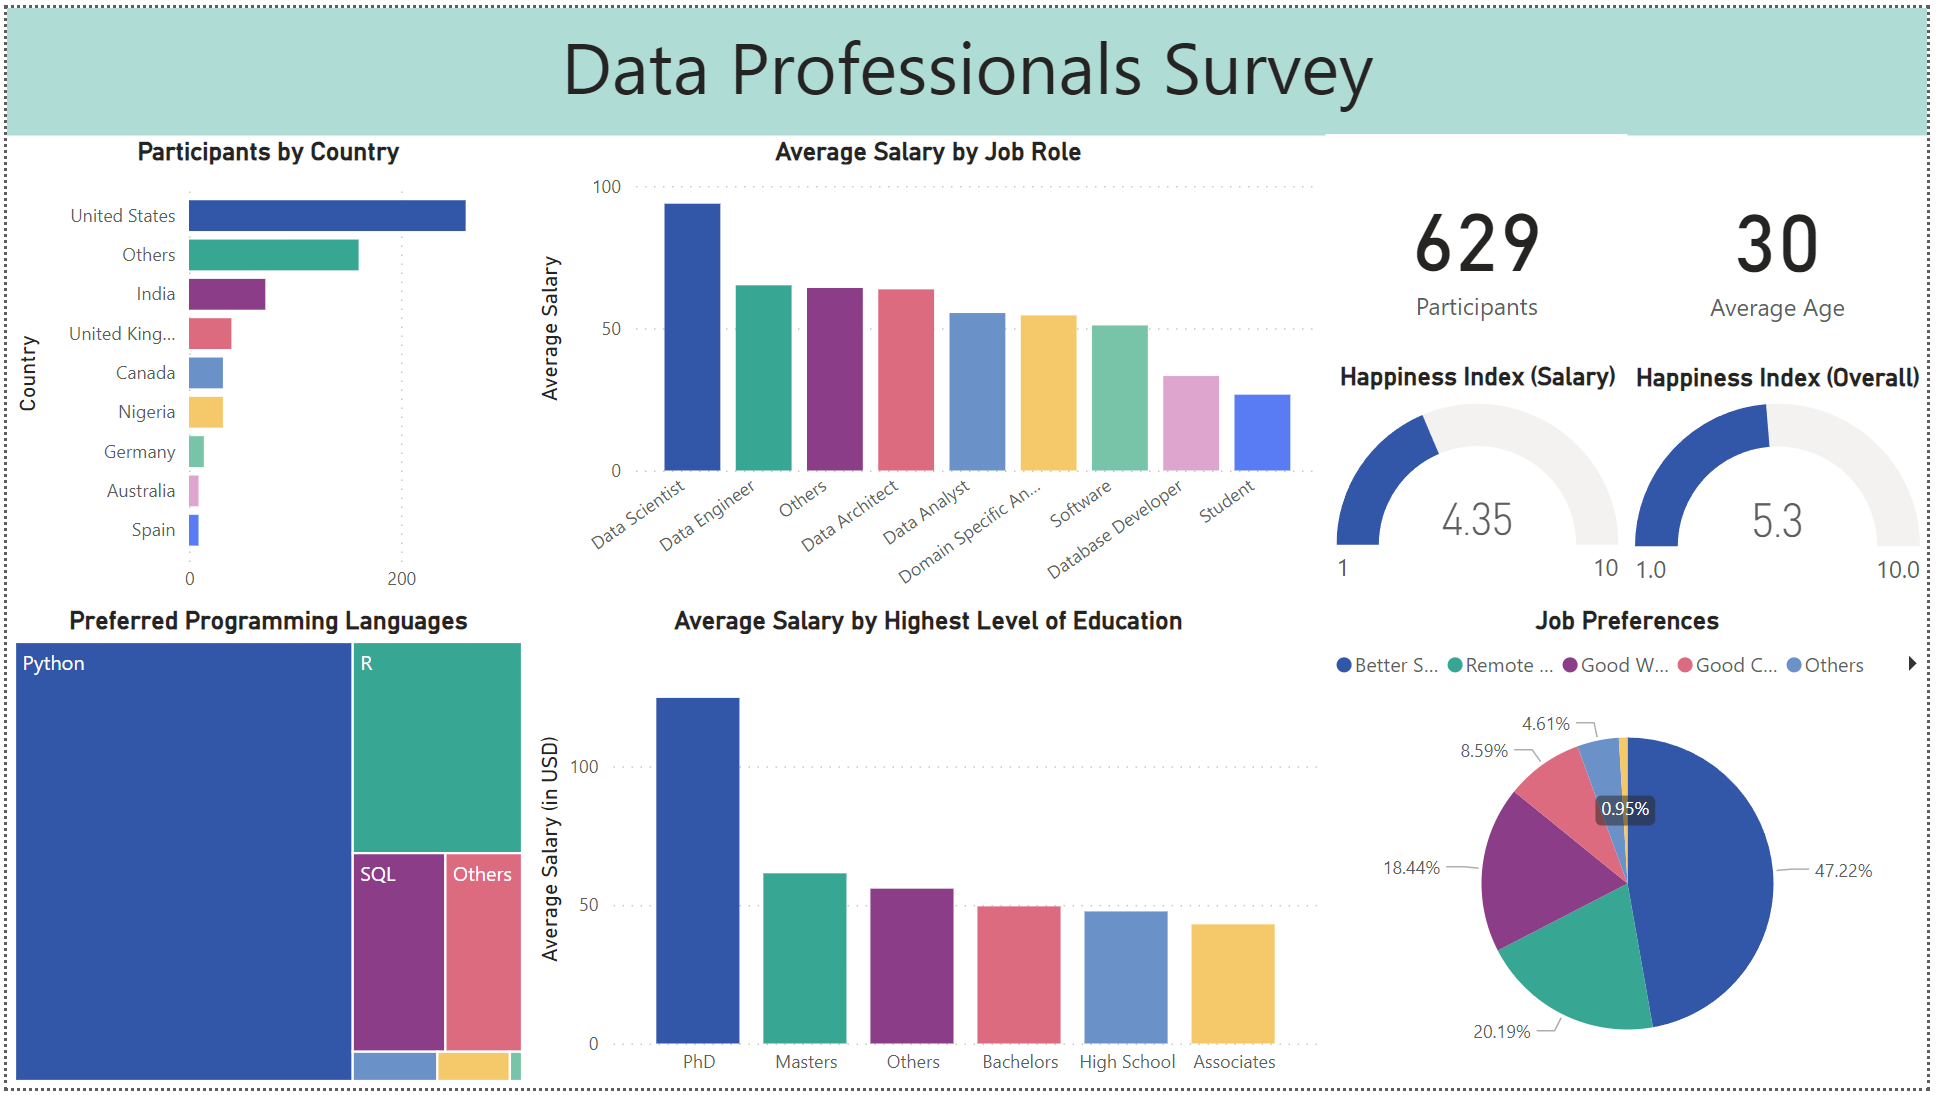 Data Professionals Survey
Participants by Country
Country
United States
Others
India
United King...
Canada
Nigeria
Germany
Australia
Spain
0
200
Average Salary by Job Role
Average Salary
100
50
0
Data Scientist
Data Engineer
Others
Data Architect
Data Analyst
Domain Specific An...
Software
Database Developer
Student
629
Participants
30
Average Age
Happiness Index (Salary)
4.35
1
10
Happiness Index (Overall)
5.3
1.0
10.0
Preferred Programming Languages
Python
R
SQL
Others
Average Salary by Highest Level of Education
Average Salary (in USD)
100
50
0
PhD
Masters
Others
Bachelors
High School
Associates
Job Preferences
Better S...
Remote ...
Good W...
Good C...
Others
4.61%
8.59%
0.95%
18.44%
47.22%
20.19%